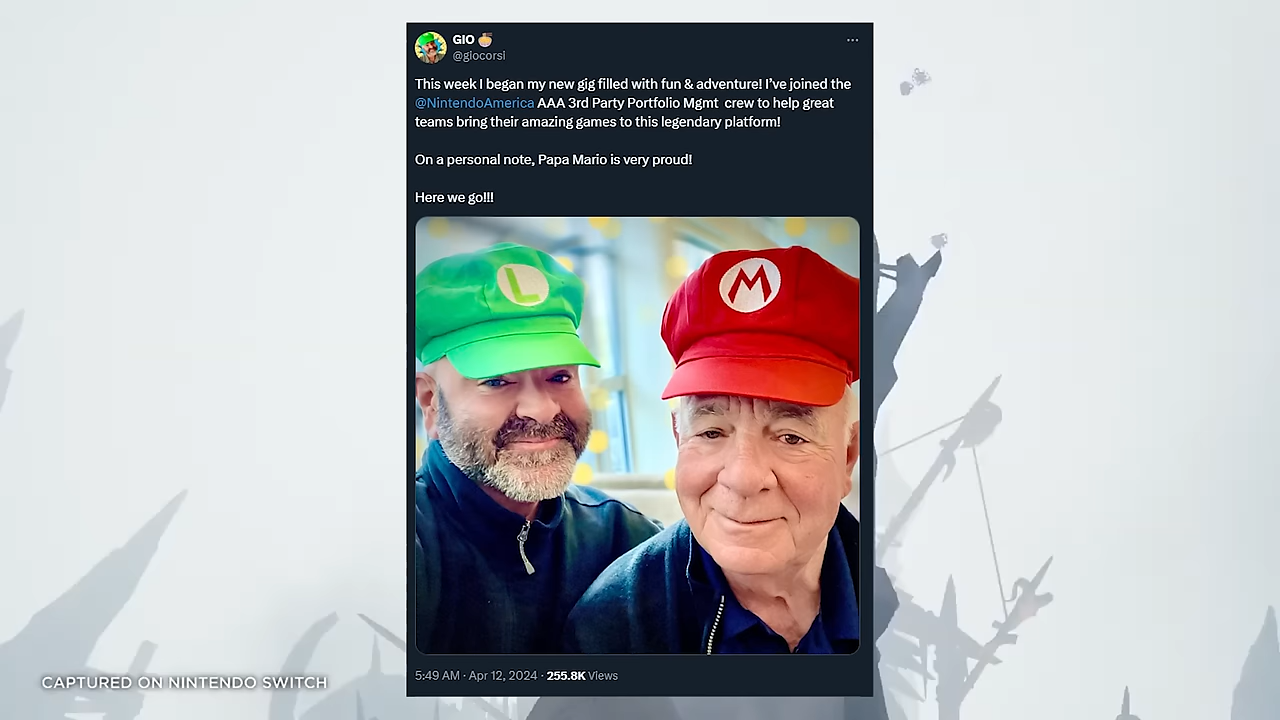 GIO
@giocorsi
This week I began my new gig filled with fun & adventure! I've joined the
@NintendoAmerica AAA 3rd Party Portfolio Mgmt crew to help great
teams bring their amazing games to this legendary platform!
On a personal note, Papa Mario is very proud!
Here we go!!!
L
M
5:49 AM · Apr 12, 2024 · 255.8K Views
CAPTURED ON NINTENDO SWITCH